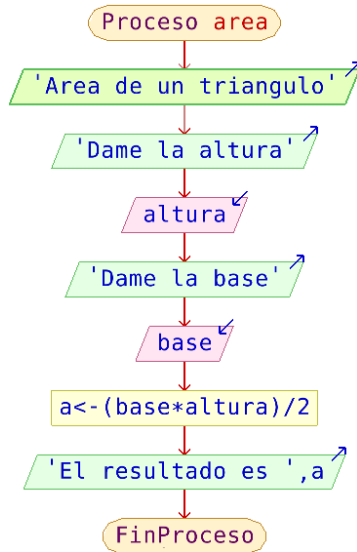 Proceso area
'Area de un triangulo'
'Dame la altura'
altura
'Dame la base'
base
a<-(base*altura)/2
'El resultado es ',a
FinProceso